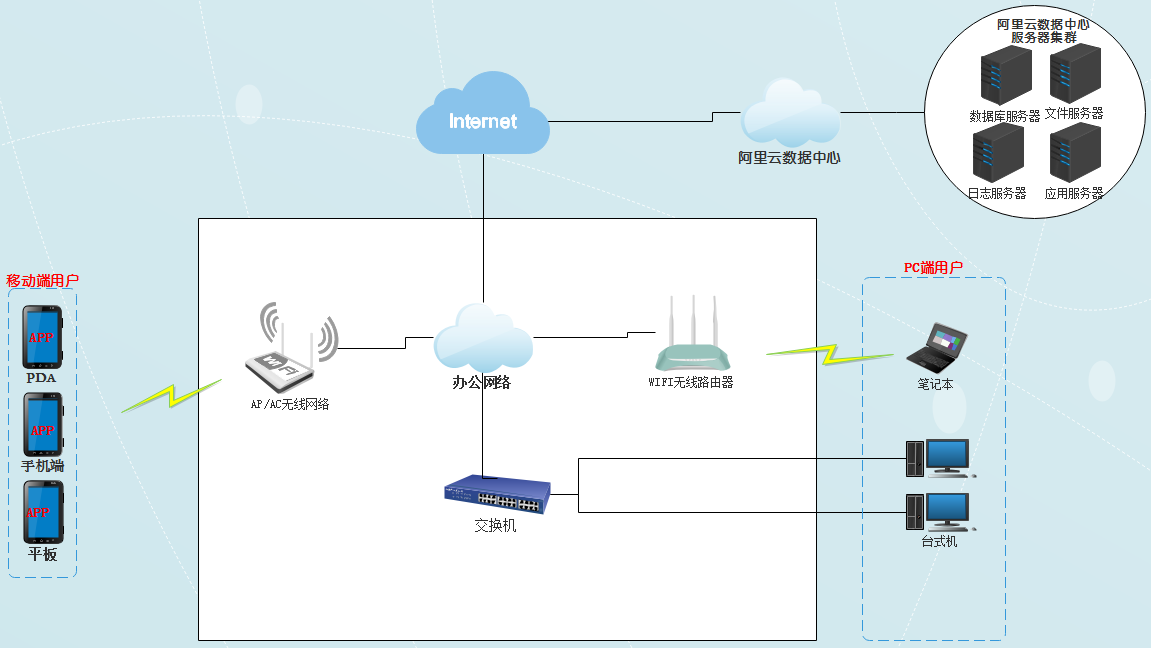 阿里云数据中心
服务器集群
Internet
数据库服务器
文件服务器
阿里云数据中心
日志服务器
应用服务器
移动端用户
PC端用户
APP
PDA
APP
手机端
APP
平板
WiFi
AP/AC无线网络
办公网络
WIFI无线路由器
笔记本
交换机
台式机